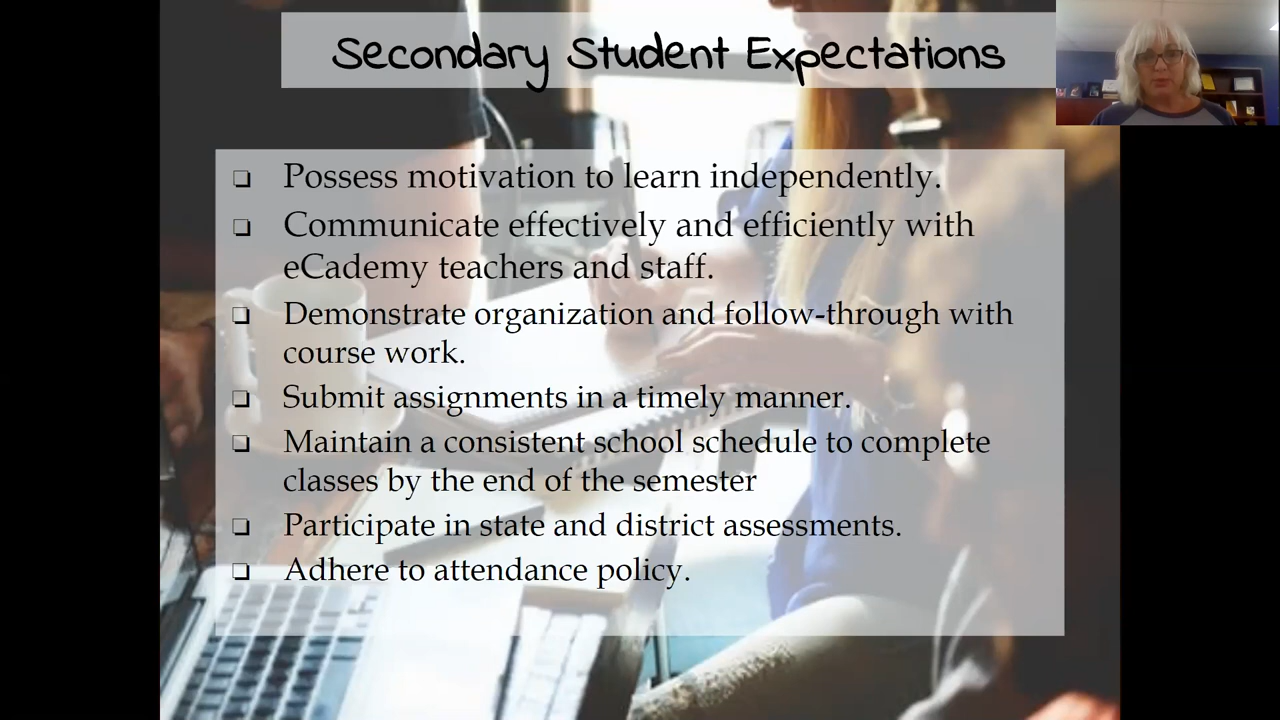 Secondary Student Expectations
❏ Possess motivation to learn independently.
❏ Communicate effectively and efficiently with
eCademy teachers and staff.
❏ Demonstrate organization and follow-through with
course work.
❏ Submit assignments in a timely manner.
❏ Maintain a consistent school schedule to complete
classes by the end of the semester
❏ Participate in state and district assessments.
❏ Adhere to attendance policy.